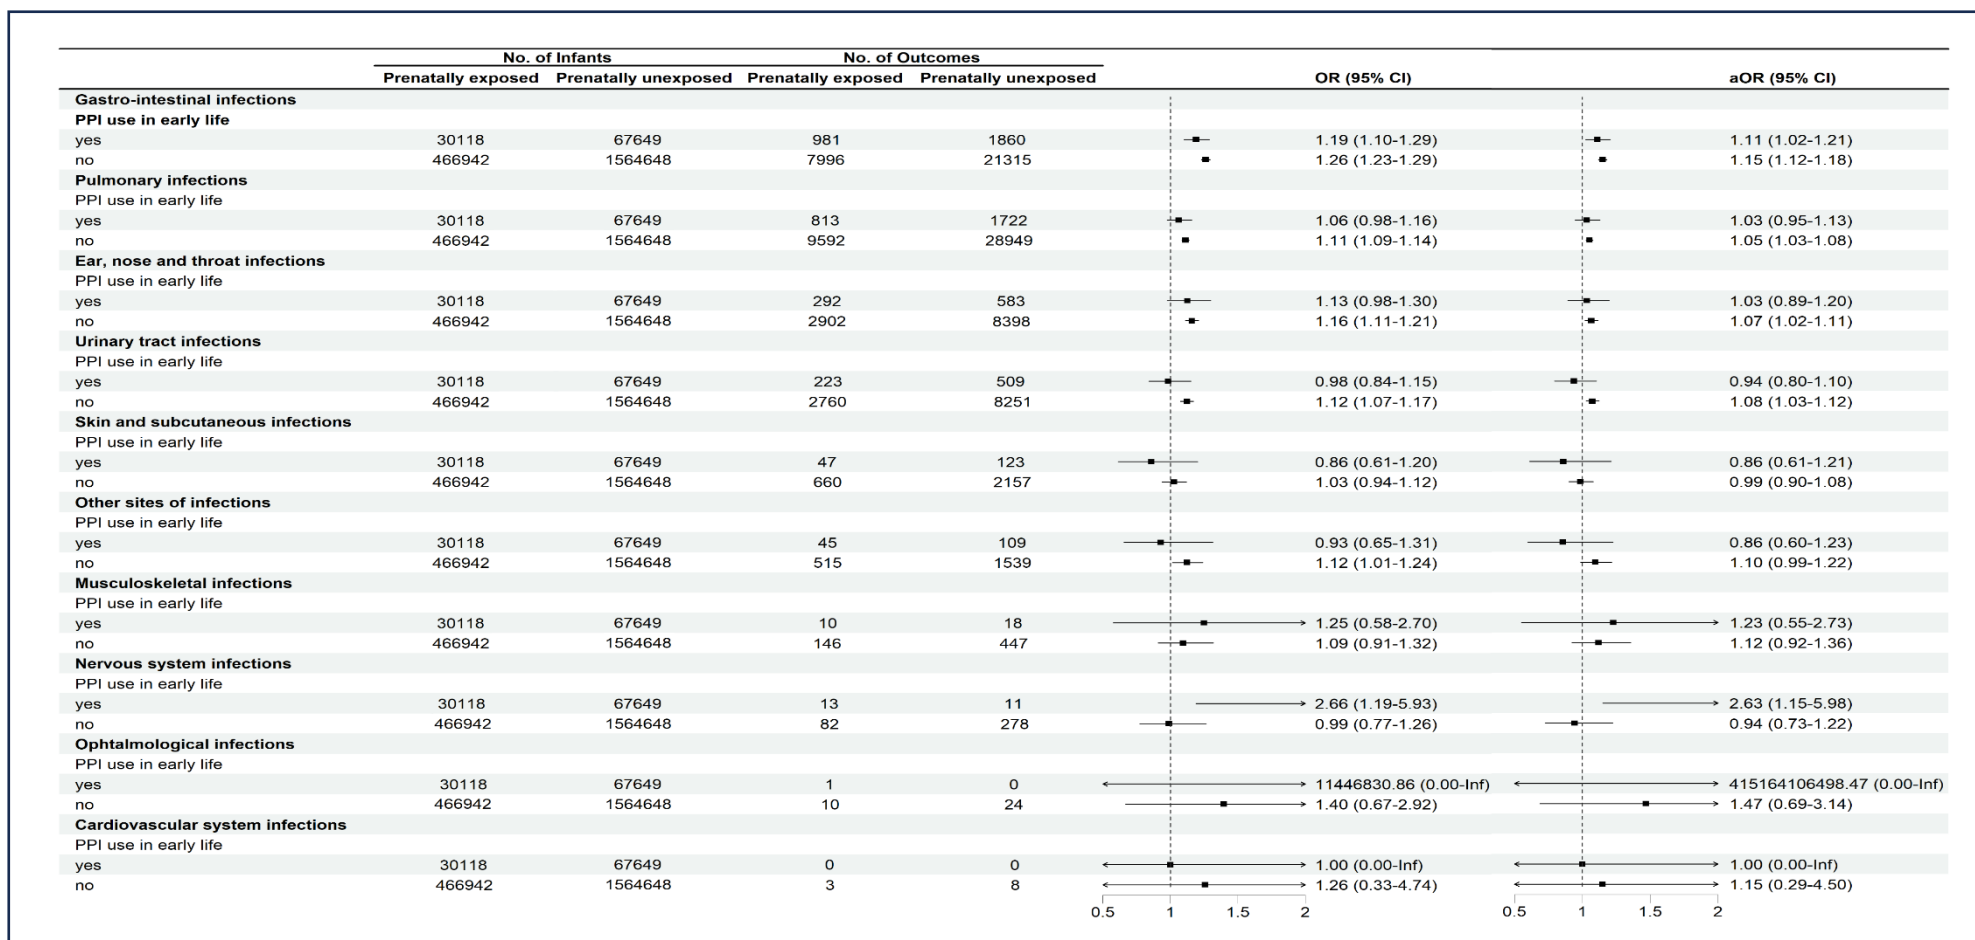 No. of Infants No. of Outcomes
Prenatally exposed Prenatally unexposed Prenatally exposed Prenatally unexposed OR (95% CI) aOR (95% CI)
Gastro-intestinal infections
PPI use in early life
yes 30118 67649 981 1860 1.19 (1.10-1.29) 1.11 (1.02-1.21)
no 466942 1564648 7996 21315 1.26 (1.23-1.29) 1.15 (1.12-1.18)
Pulmonary infections
PPI use in early life
yes 30118 67649 813 1722 1.06 (0.98-1.16) 1.03 (0.95-1.13)
no 466942 1564648 9592 28949 1.11 (1.09-1.14) 1.05 (1.03-1.08)
Ear, nose and throat infections
PPI use in early life
yes 30118 67649 292 583 1.13 (0.98-1.30) 1.03 (0.89-1.20)
no 466942 1564648 2902 8398 1.16 (1.11-1.21) 1.07 (1.02-1.11)
Urinary tract infections
PPI use in early life
yes 30118 67649 223 509 0.98 (0.84-1.15) 0.94 (0.80-1.10)
no 466942 1564648 2760 8251 1.12 (1.07-1.17) 1.08 (1.03-1.12)
Skin and subcutaneous infections
PPI use in early life
yes 30118 67649 47 123 0.86 (0.61-1.20) 0.86 (0.61-1.21)
no 466942 1564648 660 2157 1.03 (0.94-1.12) 0.99 (0.90-1.08)
Other sites of infections
PPI use in early life
yes 30118 67649 45 109 0.93 (0.65-1.31) 0.86 (0.60-1.23)
no 466942 1564648 515 1539 1.12 (1.01-1.24) 1.10 (0.99-1.22)
Musculoskeletal infections
PPI use in early life
yes 30118 67649 10 18 1.25 (0.58-2.70) 1.23 (0.55-2.73)
no 466942 1564648 146 447 1.09 (0.91-1.32) 1.12 (0.92-1.36)
Nervous system infections
PPI use in early life
yes 30118 67649 13 11 2.66 (1.19-5.93) 2.63 (1.15-5.98)
no 466942 1564648 82 278 0.99 (0.77-1.26) 0.94 (0.73-1.22)
Ophtalmological infections
PPI use in early life
yes 30118 67649 1 0 11446830.86 (0.00-Inf) 415164106498.47 (0.00-Inf)
no 466942 1564648 10 24 1.40 (0.67-2.92) 1.47 (0.69-3.14)
Cardiovascular system infections
PPI use in early life
yes 30118 67649 0 0 1.00 (0.00-Inf) 1.00 (0.00-Inf)
no 466942 1564648 3 8 1.26 (0.33-4.74) 1.15 (0.29-4.50)
0.5 1 1.5 2 0.5 1 1.5 2